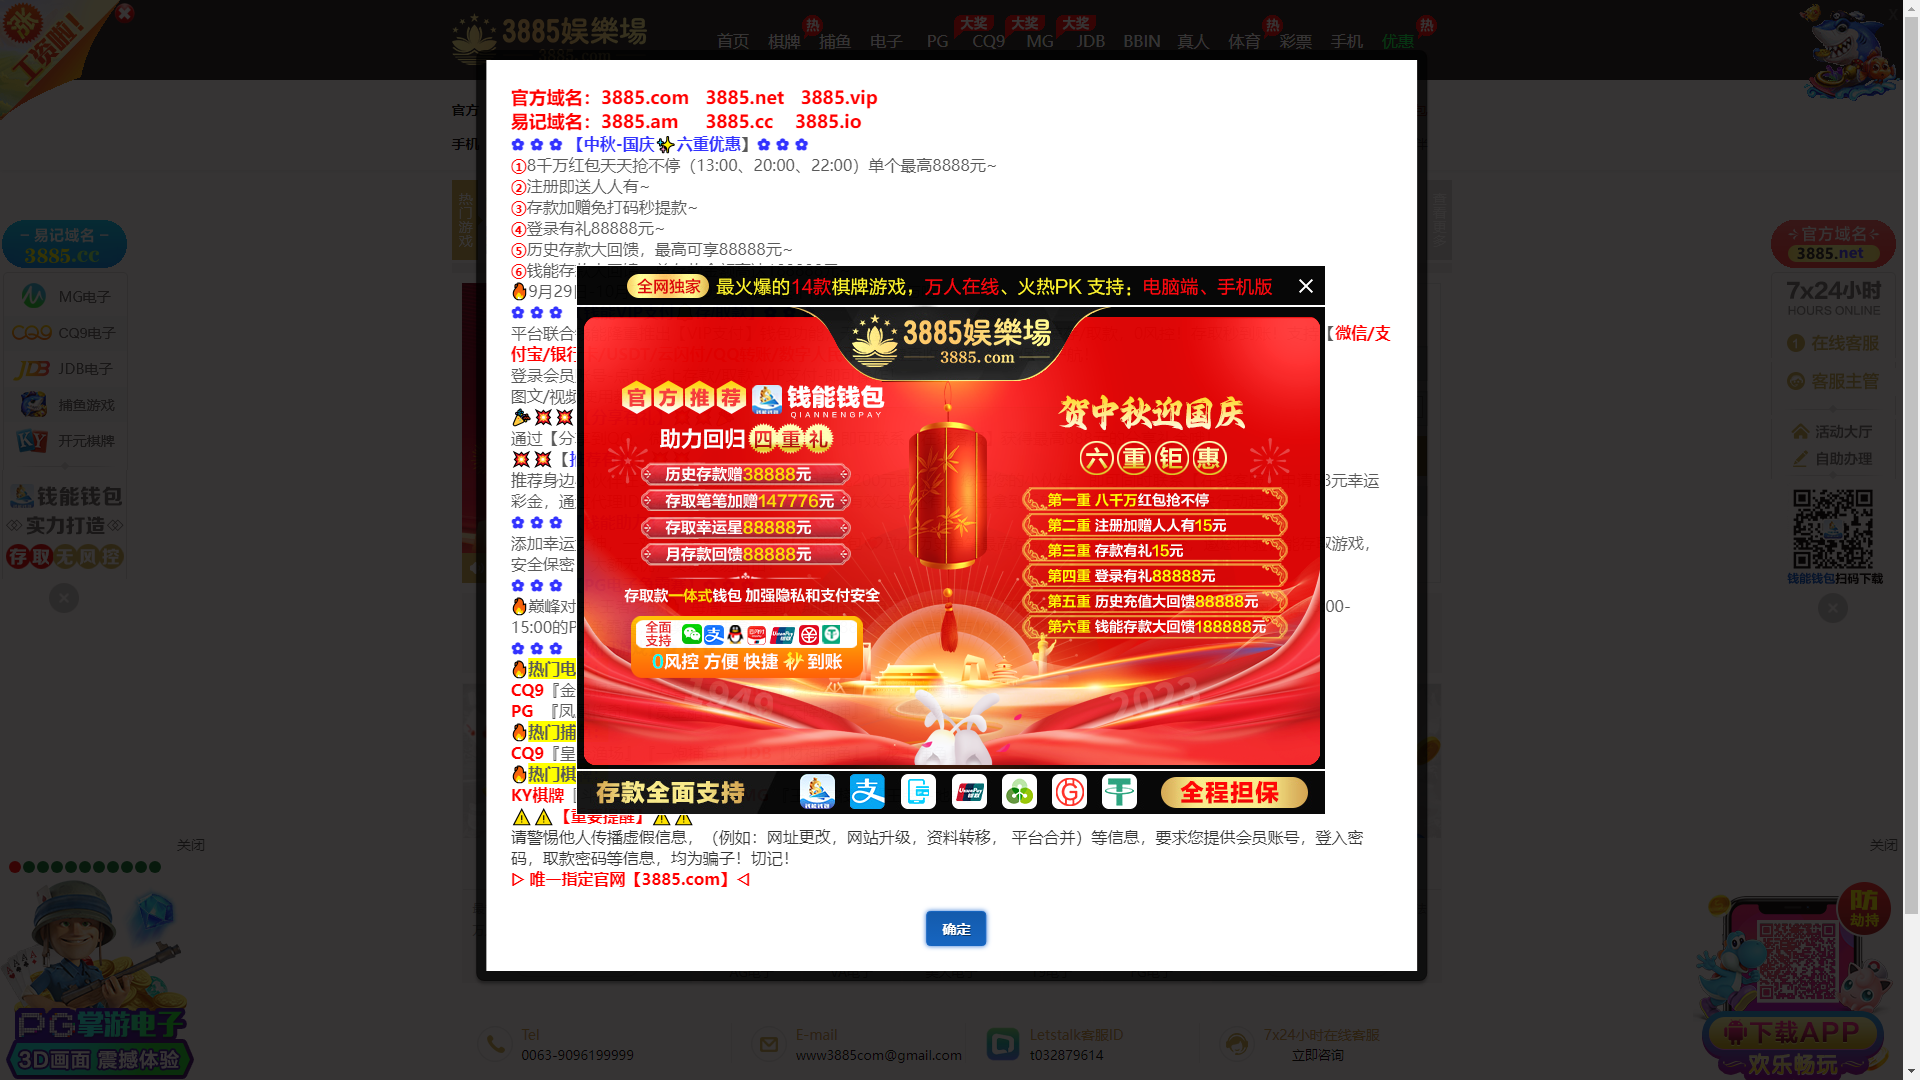 涨
工资啦！
3885娱樂場
3885.com
首页 棋牌 捕鱼 电子 PG CQ9 MG JDB BBIN 真人 体育 彩票 手机 优惠
热 大奖 大奖 大奖 热 热
官方
手机
热门游戏
官方域名：3885.com 3885.net 3885.vip
易记域名：3885.am 3885.cc 3885.io
✿ ✿ ✿ 【中秋-国庆✨六重优惠】✿ ✿ ✿
①8千万红包天天抢不停（13:00、20:00、22:00）单个最高8888元~
②注册即送人人有~
③存款加赠免打码秒提款~
④登录有礼88888元~
⑤历史存款大回馈，最高可享88888元~
⑥钱能存
🔥9月29
✿ ✿ ✿
平台联合
【微信/支
付宝/银行
登录会员
图文/视频
通过【分
【推
推荐身边
8元幸运
彩金，通
✿ ✿ ✿
添加幸运
游戏，
安全保密
✿ ✿ ✿
🔥巅峰对
00-
15:00的P
✿ ✿ ✿
🔥热门电
CQ9『金
PG 『凤
🔥热门捕
CQ9『皇
🔥热门棋
KY棋牌『
⚠⚠【重要提醒】⚠⚠
请警惕他人传播虚假信息，（例如：网址更改，网站升级，资料转移， 平台合并）等信息，要求您提供会员账号，登入密
码，取款密码等信息，均为骗子！切记！
▷ 唯一指定官网【3885.com】◁
确定
全网独家 最火爆的14款棋牌游戏，万人在线、火热PK 支持：电脑端、手机版
3885娱樂場
3885.com
官方推荐 钱能钱包
QIANNENGPAY
助力回归 四重礼
历史存款赠38888元
存取笔笔加赠147776元
存取幸运星88888元
月存款回馈88888元
存取款一体式钱包 加强隐私和支付安全
全面支持
0风控 方便 快捷 秒到账
贺中秋迎国庆
六重钜惠
第一重 八千万红包抢不停
第二重 注册加赠人人有15元
第三重 存款有礼15元
第四重 登录有礼88888元
第五重 历史充值大回馈88888元
第六重 钱能存款大回馈188888元
1949 2023
存款全面支持 全程担保
易记域名
3885.cc
MG电子
CQ9电子
JDB电子
捕鱼游戏
开元棋牌
钱能钱包
实力打造
存取无风控
官方域名
3885.net
7x24小时
HOURS ONLINE
在线客服
客服主管
活动大厅
自助办理
钱能钱包扫码下载
关闭
PG掌游电子
3D画面 震撼体验
关闭
防劫持
下载APP
欢乐畅玩
Tel
0063-9096199999
E-mail
www3885com@gmail.com
Letstalk客服ID
t032879614
7x24小时在线客服
立即咨询